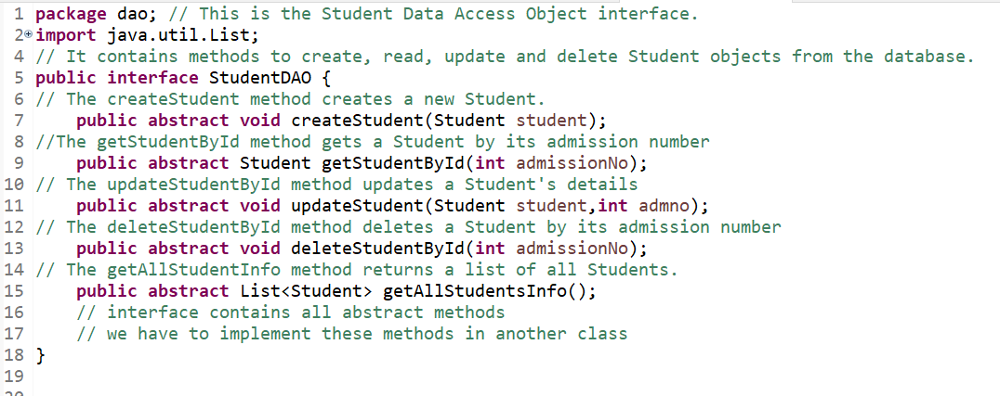 1 package dao; // This is the Student Data Access Object interface.
2 import java.util.List;
4 // It contains methods to create, read, update and delete Student objects from the database.
5 public interface StudentDAO {
6 // The createStudent method creates a new Student.
7 public abstract void createStudent(Student student);
8 //The getStudentById method gets a Student by its admission number
9 public abstract Student getStudentById(int admissionNo);
10 // The updateStudentById method updates a Student's details
11 public abstract void updateStudent(Student student,int admno);
12 // The deleteStudentById method deletes a Student by its admission number
13 public abstract void deleteStudentById(int admissionNo);
14 // The getAllStudentInfo method returns a list of all Students.
15 public abstract List<Student> getAllStudentsInfo();
16 // interface contains all abstract methods
17 // we have to implement these methods in another class
18 }
19